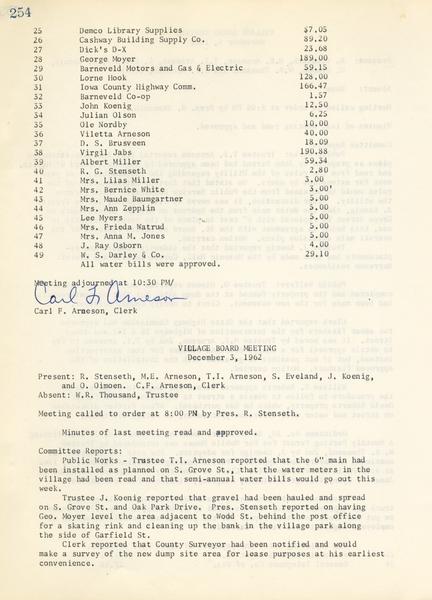 254
25 Demco Library Supplies $7.05
26 Cashway Building Supply Co. 89.20
27 Dick's D-X 23.68
28 George Moyer 189.00
29 Barneveld Motors and Gas & Electric 59.15
30 Lorne Hook 128.00
31 Iowa County Highway Comm. 166.47
32 Barneveld Co-op 1.57
33 John Koenig 12.50
34 Julian Olson 6.25
35 Ole Nordby 10.00
36 Viletta Arneson 40.00
37 D. S. Brusveen 18.09
38 Virgil Jabs 190.88
39 Albert Miller 59.34
40 R. G. Stenseth 2.80
41 Mrs. Lilas Miller 3.00
42 Mrs. Bernice White 3.00
43 Mrs. Maude Baumgartner 5.00
44 Mrs. Ann Zepplin 5.00
45 Lee Myers 5.00
46 Mrs. Frieda Watrud 5.00
47 Mrs. Anna M. Jones 5.00
48 J. Ray Osborn 4.00
49 W. S. Darley & Co. 29.10
All water bills were approved.
Meeting adjourned at 10:30 PM/
Carl F. Arneson
Carl F. Arneson, Clerk
VILLAGE BOARD MEETING
December 3, 1962
Present: R. Stenseth, M.E. Arneson, T.I. Arneson, S. Eveland, J. Koenig,
and O. Oimoen. C.F. Arneson, Clerk
Absent: W.R. Thousand, Trustee
Meeting called to order at 8:00 PM by Pres. R. Stenseth.
Minutes of last meeting read and approved.
Committee Reports:
Public Works - Trustee T.I. Arneson reported that the 6" main had
been installed as planned on S. Grove St., that the water meters in the
village had been read and that semi-annual water bills would go out this
week.
Trustee J. Koenig reported that gravel had been hauled and spread
on S. Grove St. and Oak Park Drive. Pres. Stenseth reported on having
Geo. Moyer level the area adjacent to Wodd St. behind the post office
for a skating rink and cleaning up the bank in the village park along
the side of Garfield St.
Clerk reported that County Surveyor had been notified and would
make a survey of the new dump site area for lease purposes at his earliest
convenience.